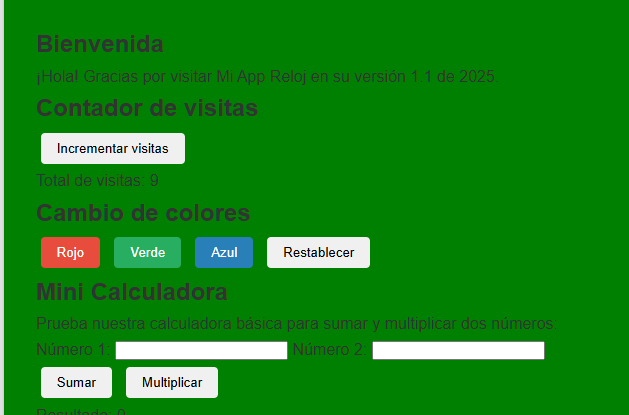 Bienvenida
¡Hola! Gracias por visitar Mi App Reloj en su versión 1.1 de 2025.
Contador de visitas
Incrementar visitas
Total de visitas: 9
Cambio de colores
Rojo Verde Azul Restablecer
Mini Calculadora
Prueba nuestra calculadora básica para sumar y multiplicar dos números:
Número 1: Número 2:
Sumar Multiplicar
Resultado: 0